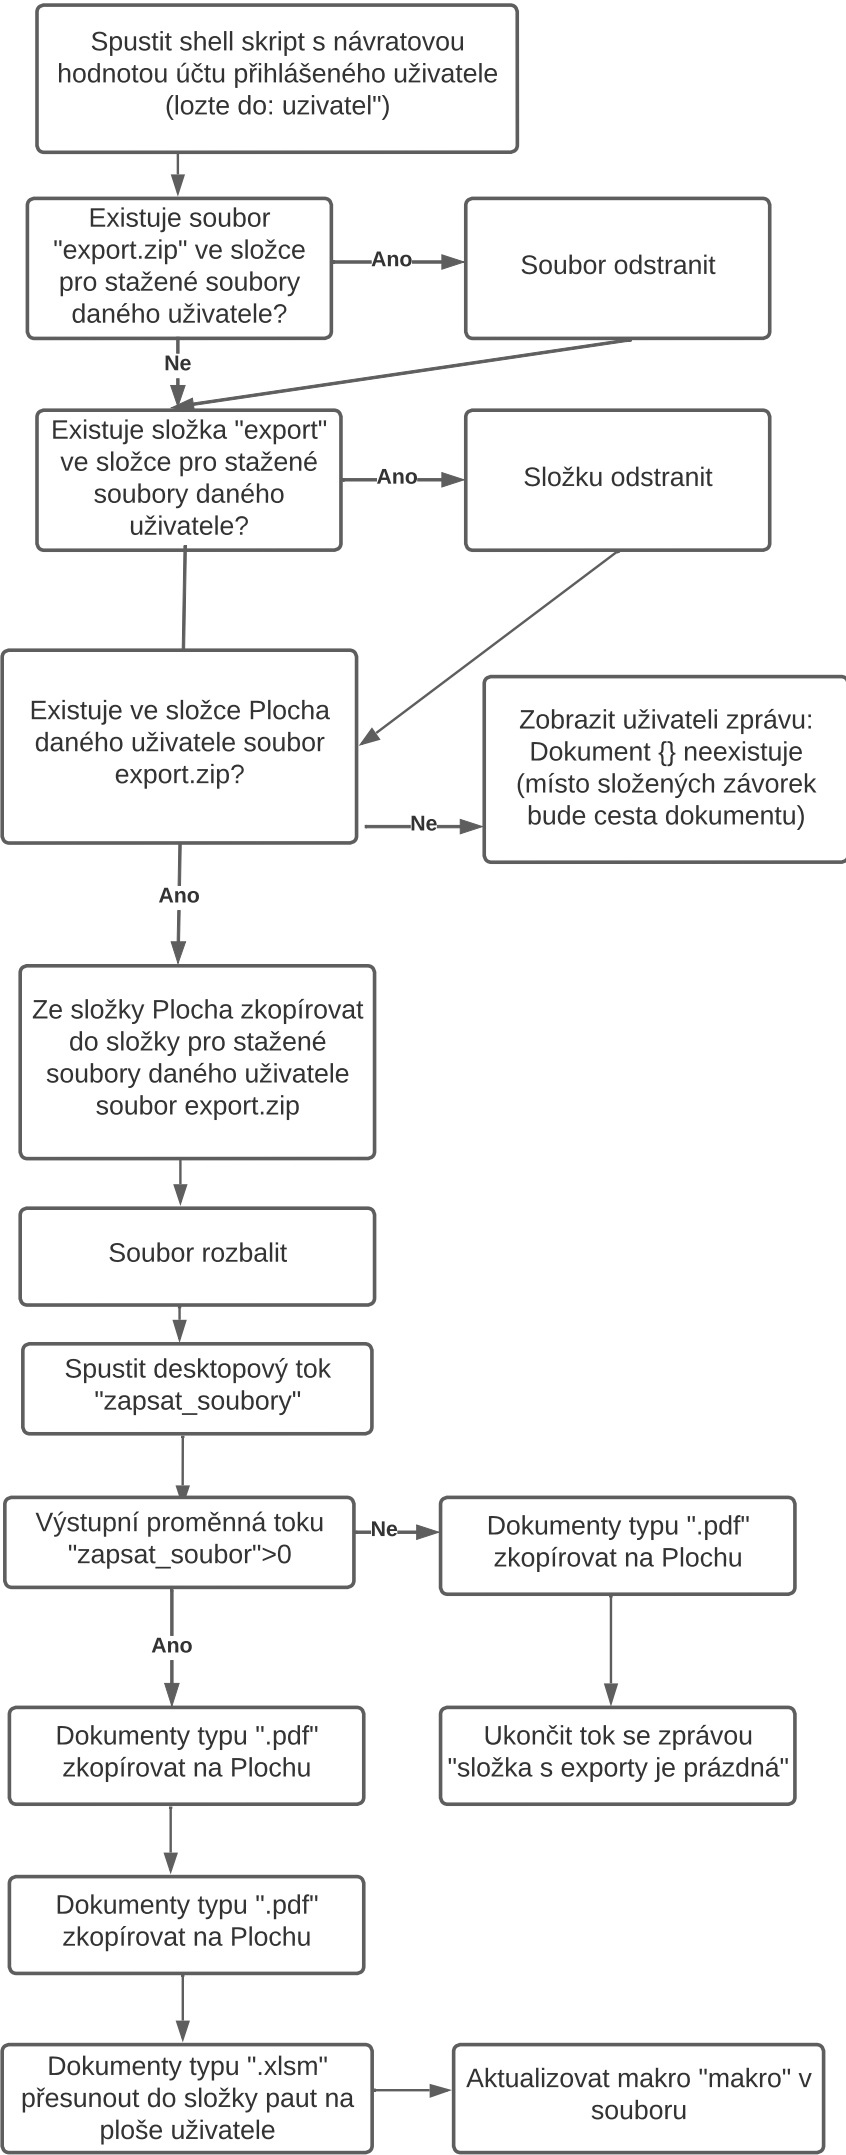 Spustit shell skript s návratovou
hodnotou účtu přihlášeného uživatele
(lozte do: uzivatel")
Existuje soubor
"export.zip" ve složce
pro stažené soubory
daného uživatele?
Ano
Soubor odstranit
Ne
Existuje složka "export"
ve složce pro stažené
soubory daného
uživatele?
Ano
Složku odstranit
Existuje ve složce Plocha
daného uživatele soubor
export.zip?
Zobrazit uživateli zprávu:
Dokument {} neexistuje
(místo složených závorek
bude cesta dokumentu)
Ne
Ano
Ze složky Plocha zkopírovat
do složky pro stažené
soubory daného uživatele
soubor export.zip
Soubor rozbalit
Spustit desktopový tok
"zapsat_soubory"
Výstupní proměnná toku
"zapsat_soubor">0
Ne
Dokumenty typu ".pdf"
zkopírovat na Plochu
Ano
Dokumenty typu ".pdf"
zkopírovat na Plochu
Ukončit tok se zprávou
"složka s exporty je prázdná"
Dokumenty typu ".pdf"
zkopírovat na Plochu
Dokumenty typu ".xlsm"
přesunout do složky paut na
ploše uživatele
Aktualizovat makro "makro" v
souboru